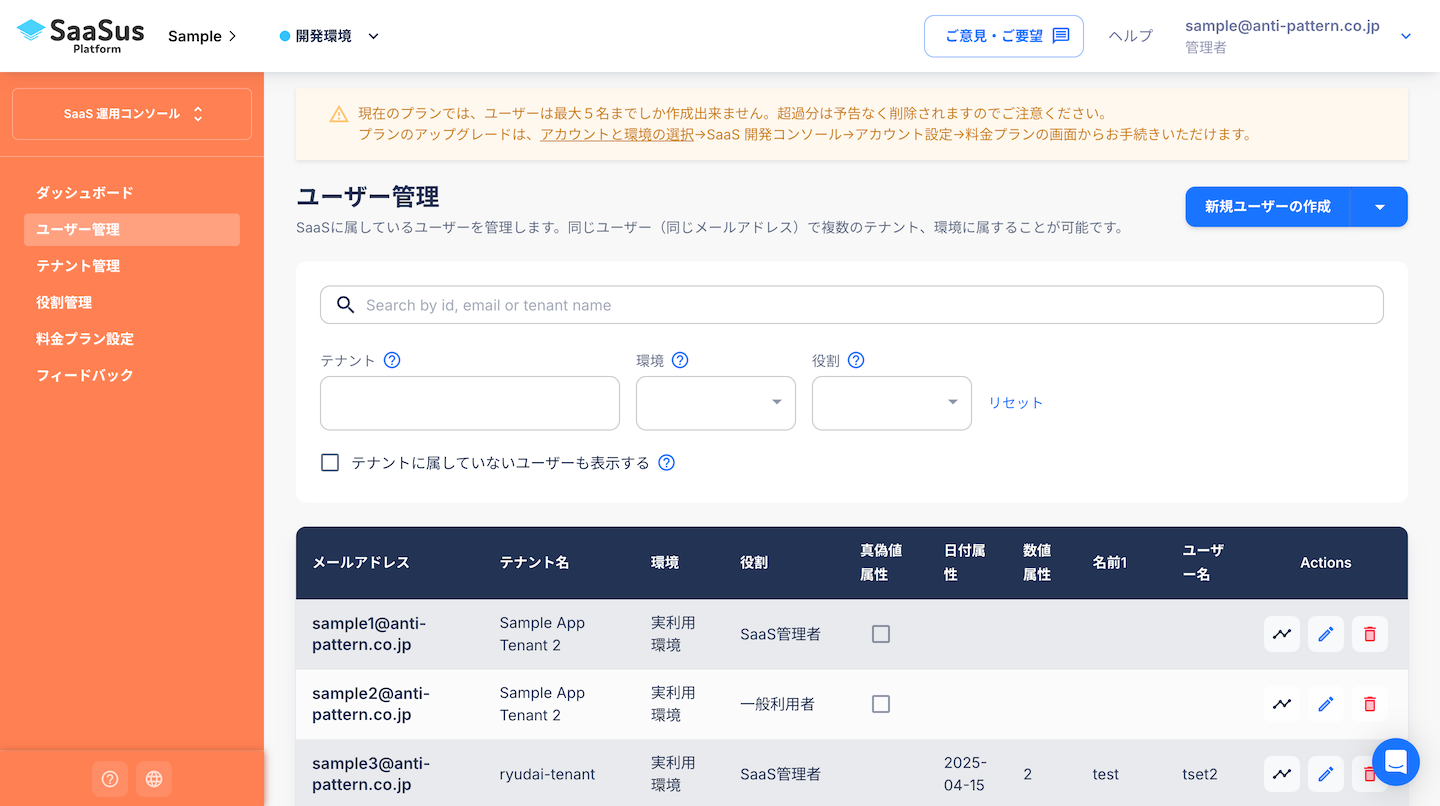 SaaSus
Platform
Sample
開発環境
ご意見・ご要望
ヘルプ
sample@anti-pattern.co.jp
管理者
SaaS 運用コンソール
ダッシュボード
ユーザー管理
テナント管理
役割管理
料金プラン設定
フィードバック
現在のプランでは、ユーザーは最大５名までしか作成出来ません。超過分は予告なく削除されますのでご注意ください。
プランのアップグレードは、アカウントと環境の選択→SaaS 開発コンソール→アカウント設定→料金プランの画面からお手続きいただけます。
ユーザー管理
SaaSに属しているユーザーを管理します。同じユーザー（同じメールアドレス）で複数のテナント、環境に属することが可能です。
新規ユーザーの作成
Search by id, email or tenant name
テナント
環境
役割
リセット
テナントに属していないユーザーも表示する
メールアドレス
テナント名
環境
役割
真偽値
属性
日付属
性
数値
属性
名前1
ユーザ
ー名
Actions
sample1@anti-
pattern.co.jp
Sample App
Tenant 2
実利用
環境
SaaS管理者
sample2@anti-
pattern.co.jp
Sample App
Tenant 2
実利用
環境
一般利用者
sample3@anti-
pattern.co.jp
ryudai-tenant
実利用
環境
SaaS管理者
2025-
04-15
2
test
tset2